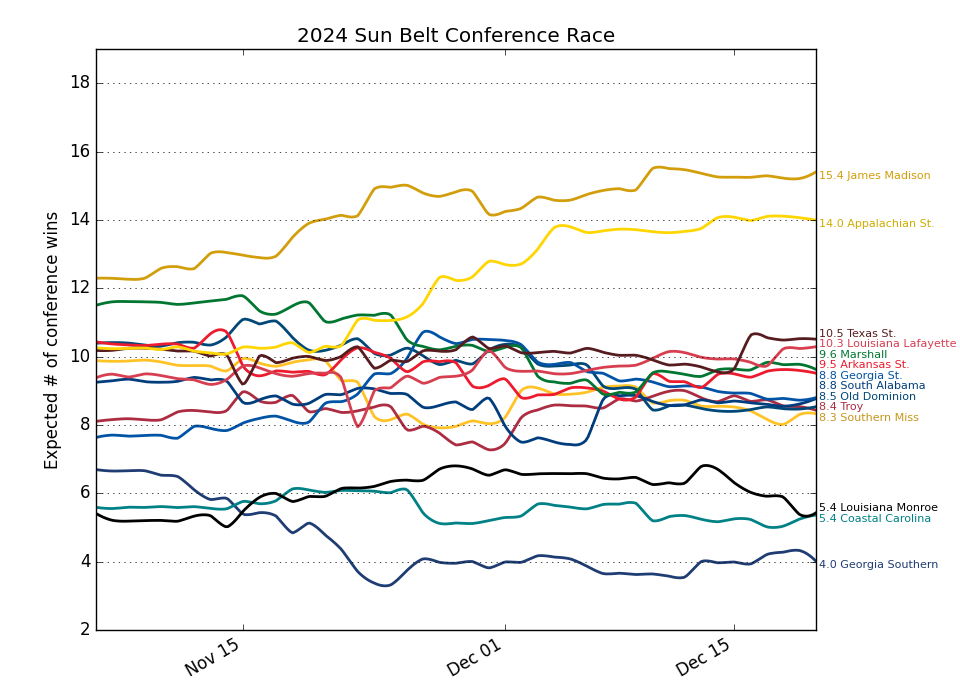 2024 Sun Belt Conference Race
Expected # of conference wins
18
16
14
12
10
8
6
4
2
Nov 15
Dec 01
Dec 15
15.4 James Madison
14.0 Appalachian St.
10.5 Texas St.
10.3 Louisiana Lafayette
9.6 Marshall
9.5 Arkansas St.
8.8 Georgia St.
8.8 South Alabama
8.5 Old Dominion
8.4 Troy
8.3 Southern Miss
5.4 Louisiana Monroe
5.4 Coastal Carolina
4.0 Georgia Southern